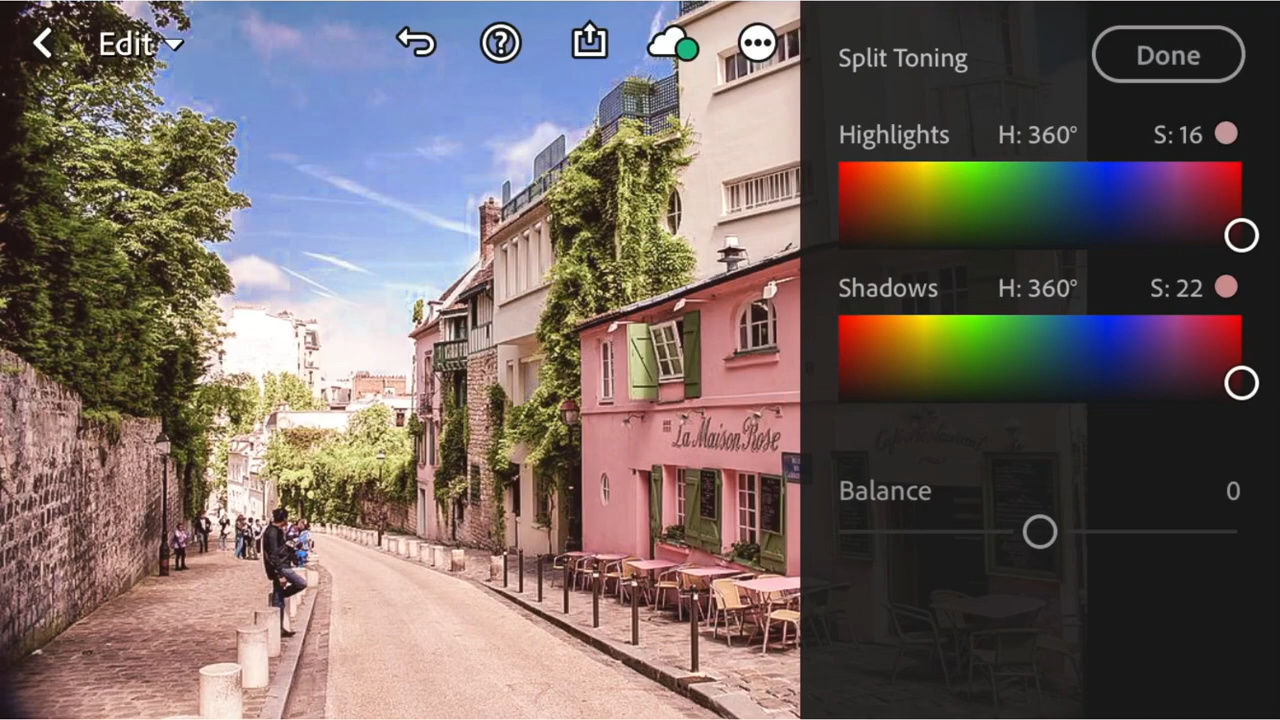 Edit
Split Toning
Done
Highlights H: 360° S: 16
Shadows H: 360° S: 22
Balance 0
La Maison Rose